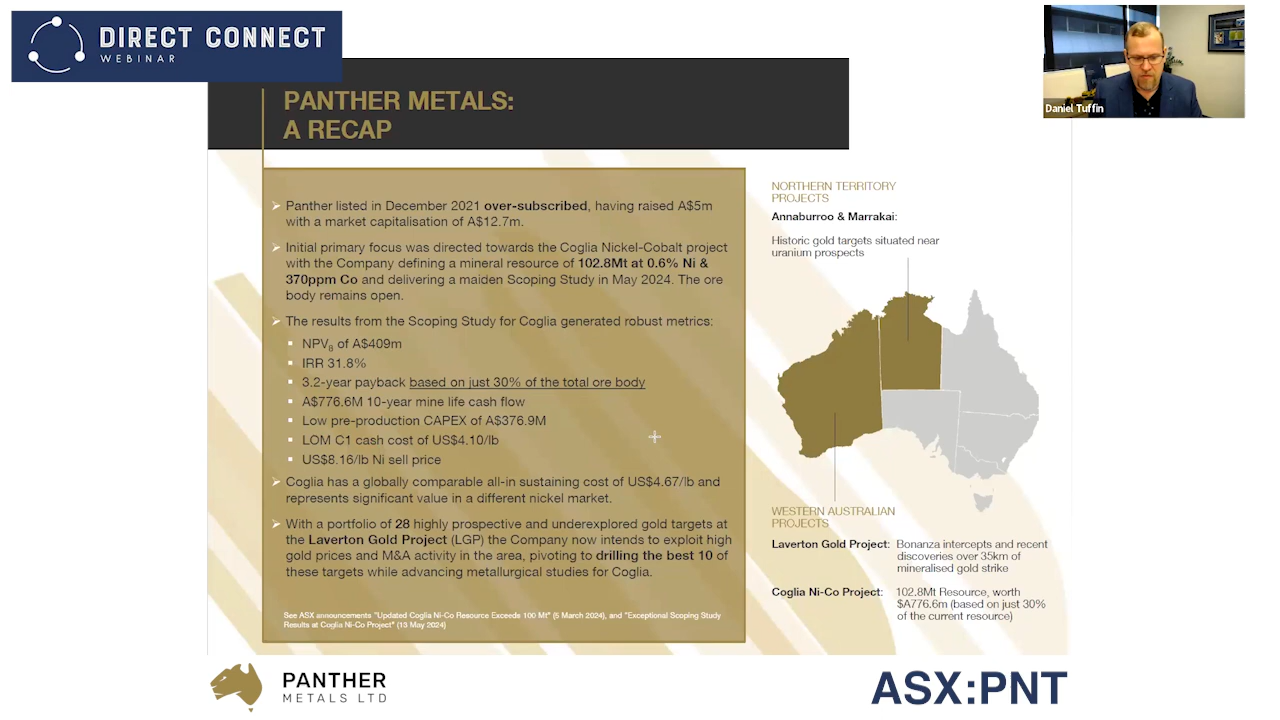 DIRECT CONNECT
WEBINAR
PANTHER METALS:
A RECAP
Daniel Tuffin
Panther listed in December 2021 over-subscribed, having raised A$5m
with a market capitalisation of A$12.7m.
Initial primary focus was directed towards the Coglia Nickel-Cobalt project
with the Company defining a mineral resource of 102.8Mt at 0.6% Ni &
370ppm Co and delivering a maiden Scoping Study in May 2024. The ore
body remains open.
The results from the Scoping Study for Coglia generated robust metrics:
NPV8 of A$409m
IRR 31.8%
3.2-year payback based on just 30% of the total ore body
A$776.6M 10-year mine life cash flow
Low pre-production CAPEX of A$376.9M
LOM C1 cash cost of US$4.10/lb
US$8.16/lb Ni sell price
Coglia has a globally comparable all-in sustaining cost of US$4.67/lb and
represents significant value in a different nickel market.
With a portfolio of 28 highly prospective and underexplored gold targets at
the Laverton Gold Project (LGP) the Company now intends to exploit high
gold prices and M&A activity in the area, pivoting to drilling the best 10 of
these targets while advancing metallurgical studies for Coglia.
See ASX announcements "Updated Coglia Ni-Co Resource Exceeds 100 Mt" (5 March 2024), and "Exceptional Scoping Study
Results at Coglia Ni-Co Project" (13 May 2024)
NORTHERN TERRITORY
PROJECTS
Annaburroo & Marrakai:
Historic gold targets situated near
uranium prospects
WESTERN AUSTRALIAN
PROJECTS
Laverton Gold Project: Bonanza intercepts and recent
discoveries over 35km of
mineralised gold strike
Coglia Ni-Co Project: 102.8Mt Resource, worth
$A776.6m (based on just 30%
of the current resource)
PANTHER
METALS LTD
ASX:PNT